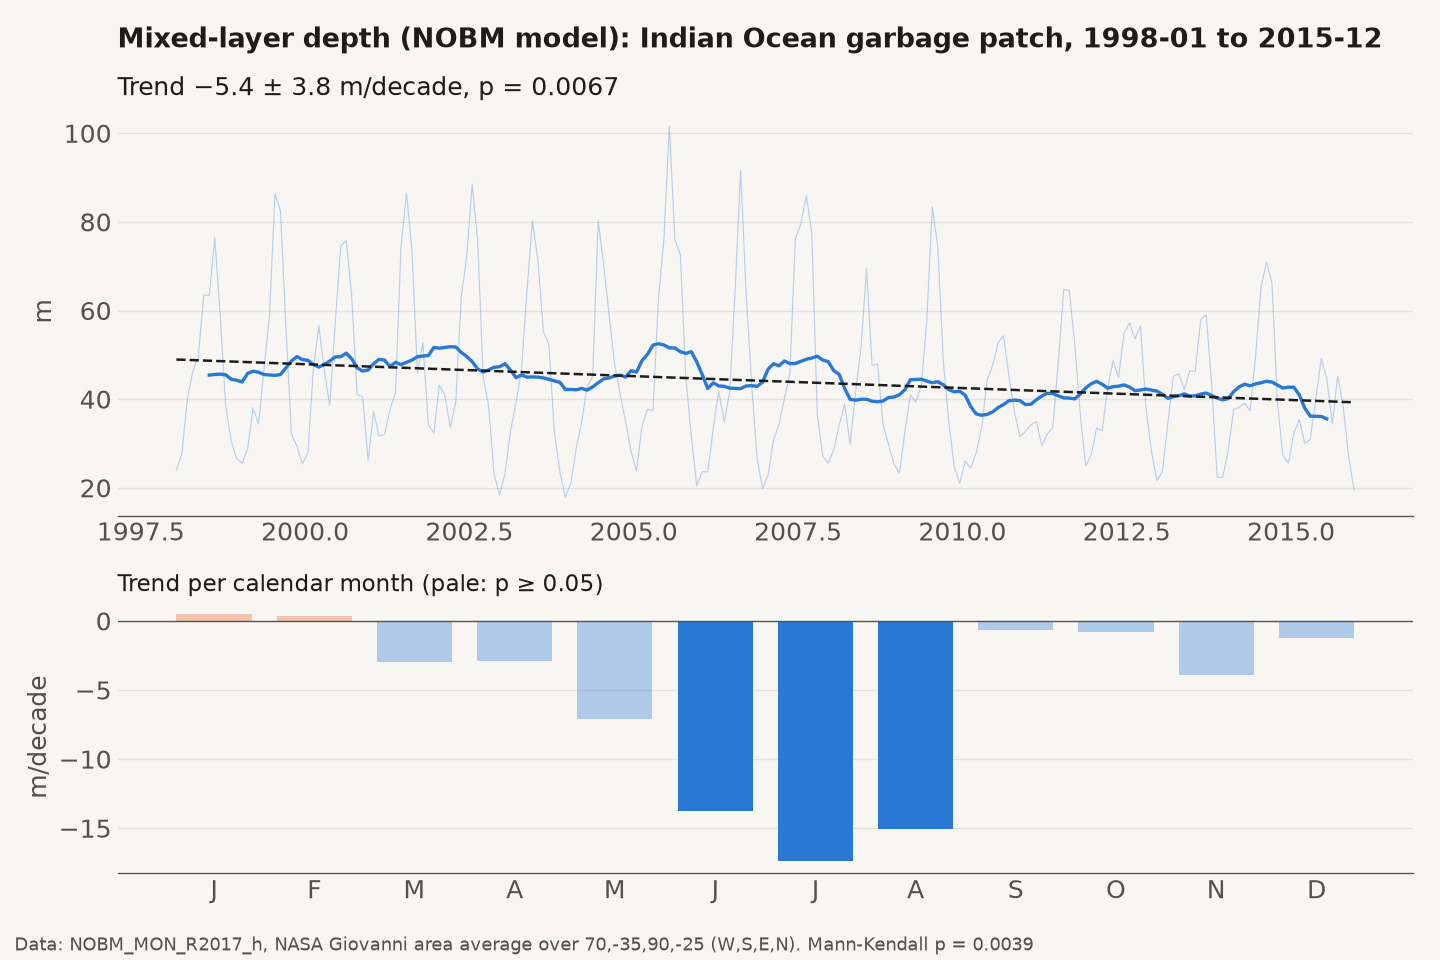 Mixed-layer depth (NOBM model): Indian Ocean garbage patch, 1998-01 to 2015-12
Trend −5.4 ± 3.8 m/decade, p = 0.0067
100
80
60
40
20
m
1997.5 2000.0 2002.5 2005.0 2007.5 2010.0 2012.5 2015.0
Trend per calendar month (pale: p ≥ 0.05)
0
−5
−10
−15
m/decade
J F M A M J J A S O N D
Data: NOBM_MON_R2017_h, NASA Giovanni area average over 70,-35,90,-25 (W,S,E,N). Mann-Kendall p = 0.0039